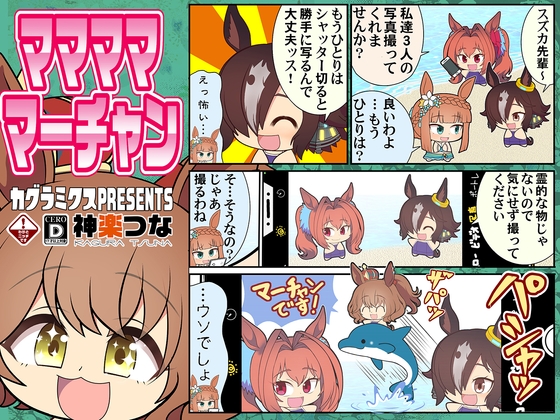 ママママ
マーチャン
カグラミクスPRESENTS
CERO
D
神楽つな
KAGURA TSUNA
スズカ先輩～
私達3人の
写真撮って
くれま
せんか?
良いわよ
…もう
ひとりは?
もうひとりは
シャッター切ると
勝手に写るんで
大丈夫ッス!
えっ怖い…
霊的な物じゃ
ないので
気にせず撮って
ください
そ…そうなの?
じゃあ
撮るわね
ペシャッ
ザパッ
マーチャン
です!
…ウソでしょ